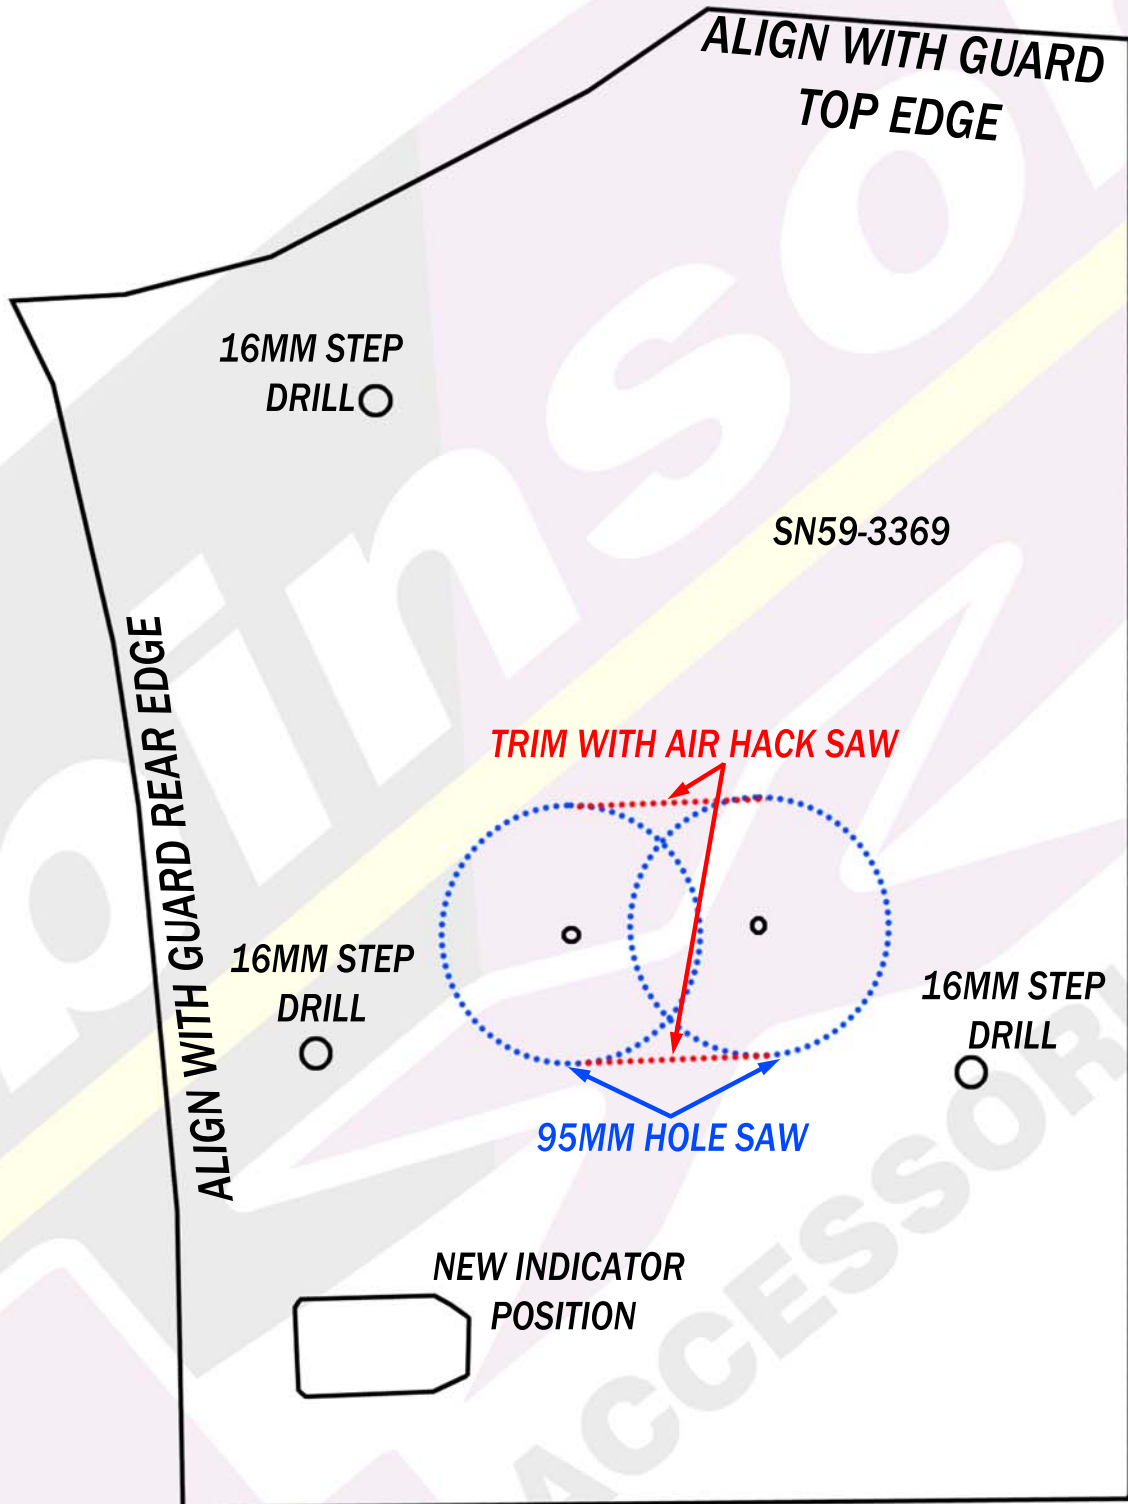 ALIGN WITH GUARD
TOP EDGE
16MM STEP
DRILL
SN59-3369
ALIGN WITH GUARD REAR EDGE
TRIM WITH AIR HACK SAW
16MM STEP
DRILL
16MM STEP
DRILL
95MM HOLE SAW
NEW INDICATOR
POSITION